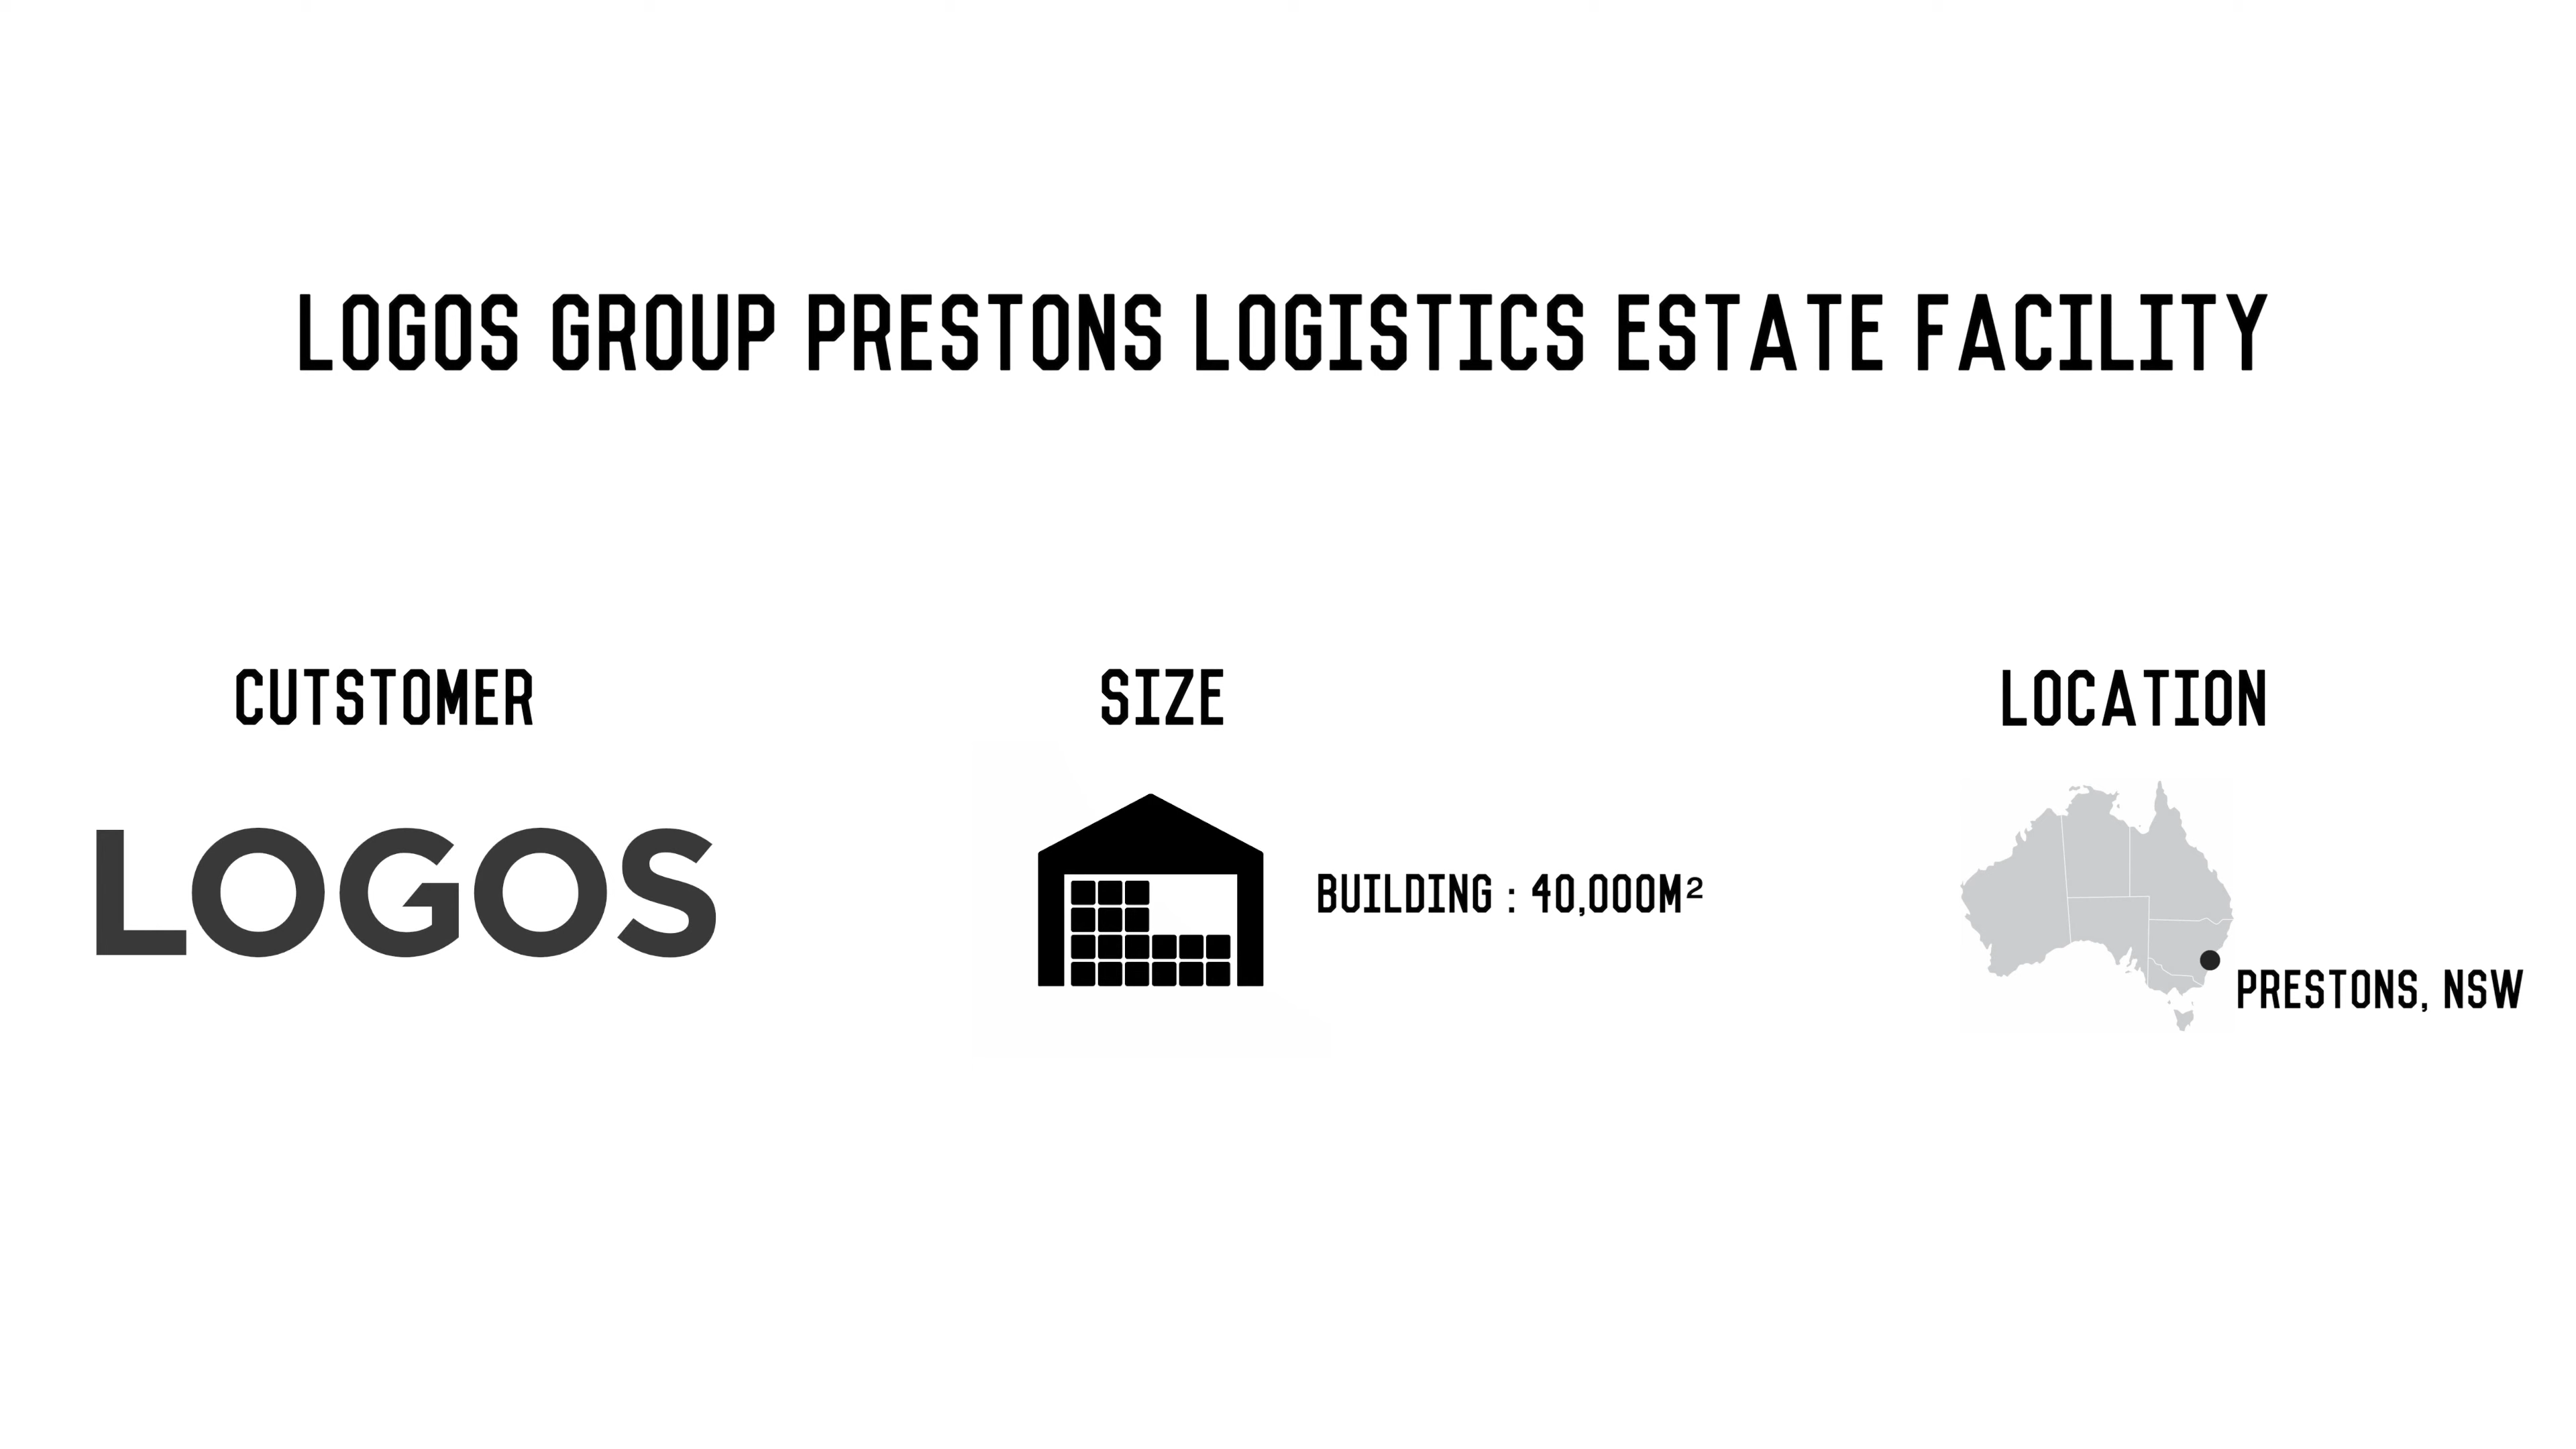 LOGOS GROUP PRESTONS LOGISTICS ESTATE FACILITY
CUTSTOMER
LOGOS
SIZE
BUILDING : 40,000M²
LOCATION
PRESTONS, NSW